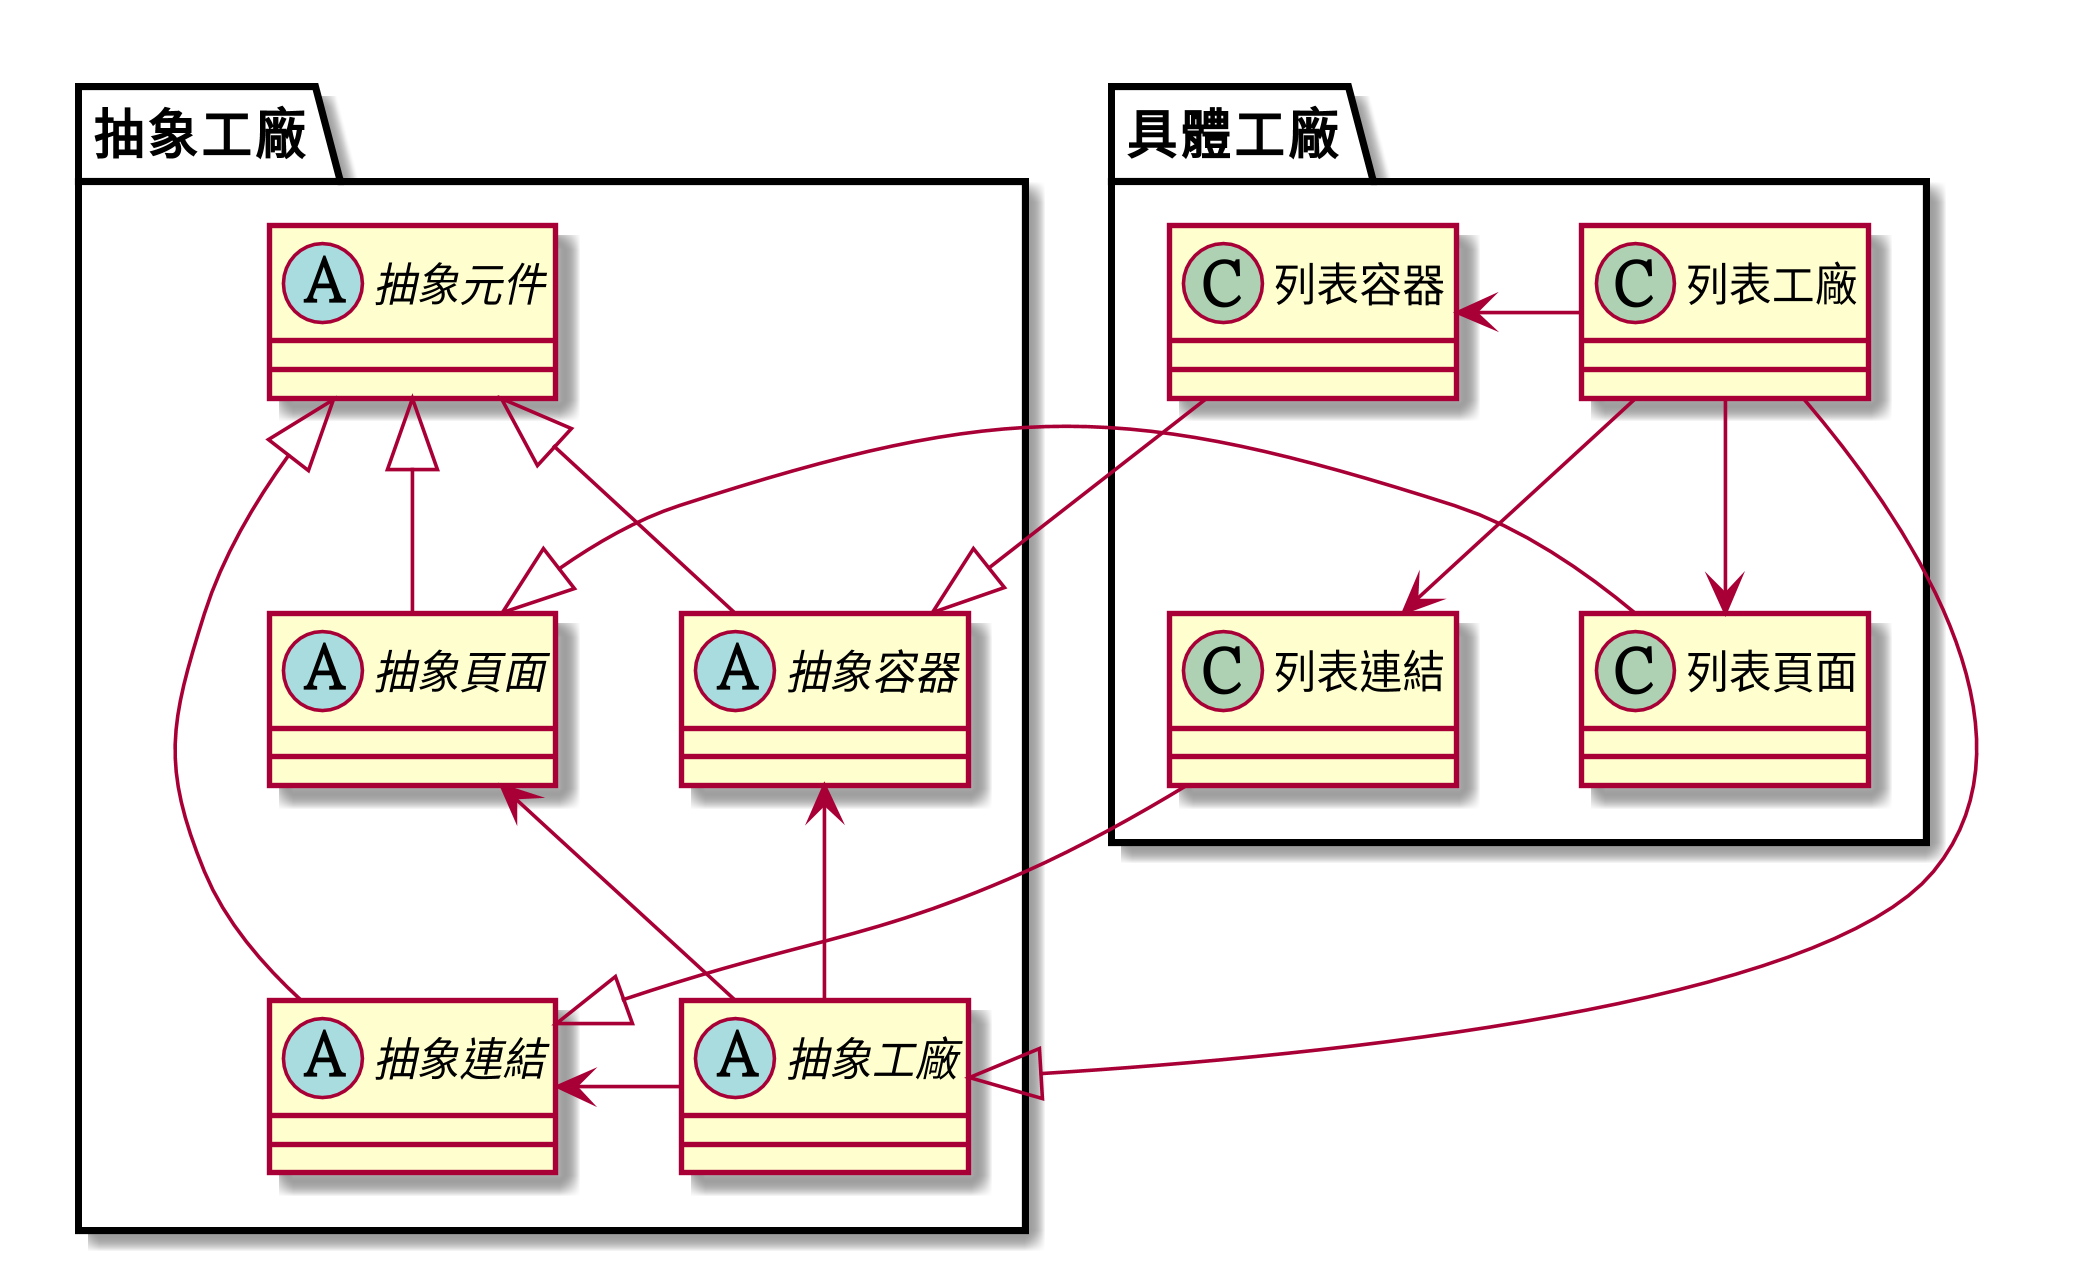 抽象工廠
A 抽象元件
A 抽象頁面
A 抽象容器
A 抽象連結
A 抽象工廠
具體工廠
C 列表容器
C 列表工廠
C 列表連結
C 列表頁面